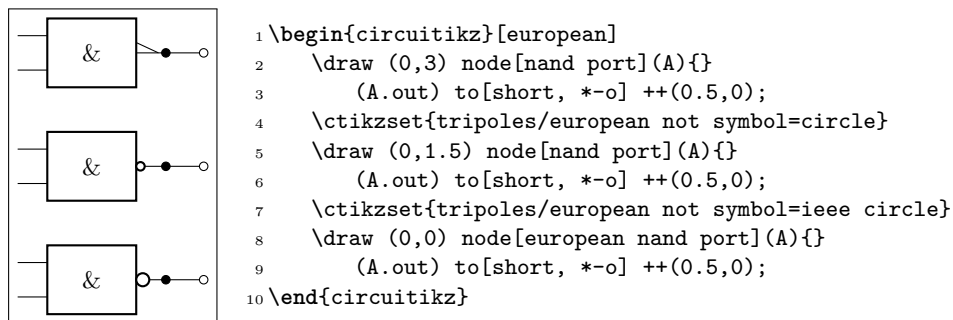 &
&
&
1 \begin{circuitikz}[european]
2     \draw (0,3) node[nand port](A){}
3         (A.out) to[short, *-o] ++(0.5,0);
4     \ctikzset{tripoles/european not symbol=circle}
5     \draw (0,1.5) node[nand port](A){}
6         (A.out) to[short, *-o] ++(0.5,0);
7     \ctikzset{tripoles/european not symbol=ieee circle}
8     \draw (0,0) node[european nand port](A){}
9         (A.out) to[short, *-o] ++(0.5,0);
10 \end{circuitikz}